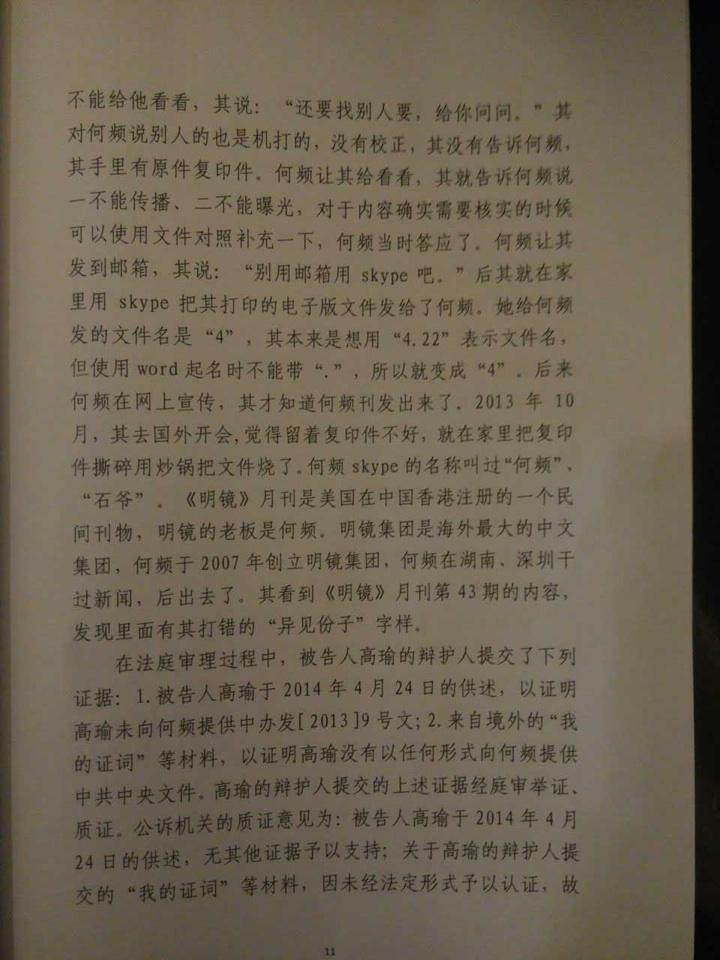 不能给他看看，其说：“还要找别人要，给你问问。”其
对何频说别人的也是机打的，没有校正，其没有告诉何频，
其手里有原件复印件。何频让其给看看，其就告诉何频说
一不能传播、二不能曝光，对于内容确实需要核实的时候
可以使用文件对照补充一下，何频当时答应了。何频让其
发到邮箱，其说：“别用邮箱用 skype 吧。”后其就在家
里用 skype 把其打印的电子版文件发给了何频。她给何频
发的文件名是“4”，其本来是想用“4.22”表示文件名，
但使用 word 起名时不能带“.”，所以就变成“4”。后来
何频在网上宣传，其才知道何频刊发出来了。2013 年 10
月，其去国外开会,觉得留着复印件不好，就在家里把复印
件撕碎用炒锅把文件烧了。何频 skype 的名称叫过“何频”、
“石爷”。《明镜》月刊是美国在中国香港注册的一个民
间刊物，明镜的老板是何频。明镜集团是海外最大的中文
集团，何频于 2007 年创立明镜集团，何频在湖南、深圳干
过新闻，后出去了。其看到《明镜》月刊第 43 期的内容，
发现里面有其打错的“异见份子”字样。
在法庭审理过程中，被告人高瑜的辩护人提交了下列
证据：1.被告人高瑜于 2014 年 4 月 24 日的供述，以证明
高瑜未向何频提供中办发[2013]9 号文；2.来自境外的“我
的证词”等材料，以证明高瑜没有以任何形式向何频提供
中共中央文件。高瑜的辩护人提交的上述证据经庭审举证、
质证。公诉机关的质证意见为：被告人高瑜于 2014 年 4 月
24 日的供述，无其他证据予以支持；关于高瑜的辩护人提
交的“我的证词”等材料，因未经法定形式予以认证，故
11